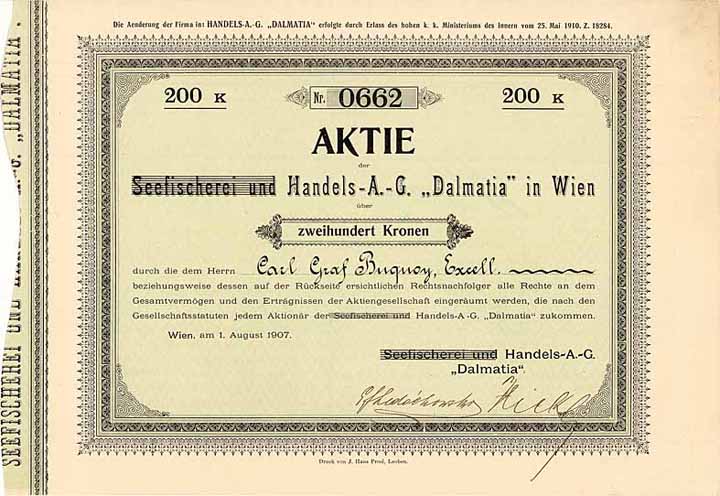 Die Aenderung der Firma in: HANDELS-A.-G. „DALMATIA“ erfolgte durch Erlass des hohen k. k. Ministeriums des Innern vom 25. Mai 1910. Z. 18284.
200 K
Nr. 0662
200 K
AKTIE
der
Seefischerei und Handels-A.-G. „Dalmatia“ in Wien
über
zweihundert Kronen
durch die dem Herrn Carl Graf Buquoy, Excell.
beziehungsweise dessen auf der Rückseite ersichtlichen Rechtsnachfolger alle Rechte an dem
Gesamtvermögen und den Erträgnissen der Aktiengesellschaft eingeräumt werden, die nach den
Gesellschaftsstatuten jedem Aktionär der Seefischerei und Handels-A.-G. „Dalmatia“ zukommen.
Wien, am 1. August 1907.
Seefischerei und Handels-A.-G.
„Dalmatia“.
Druck von J. Hans Prosl, Leoben.
SEEFISCHEREI UND HANDELS-A.-G. „DALMATIA“.